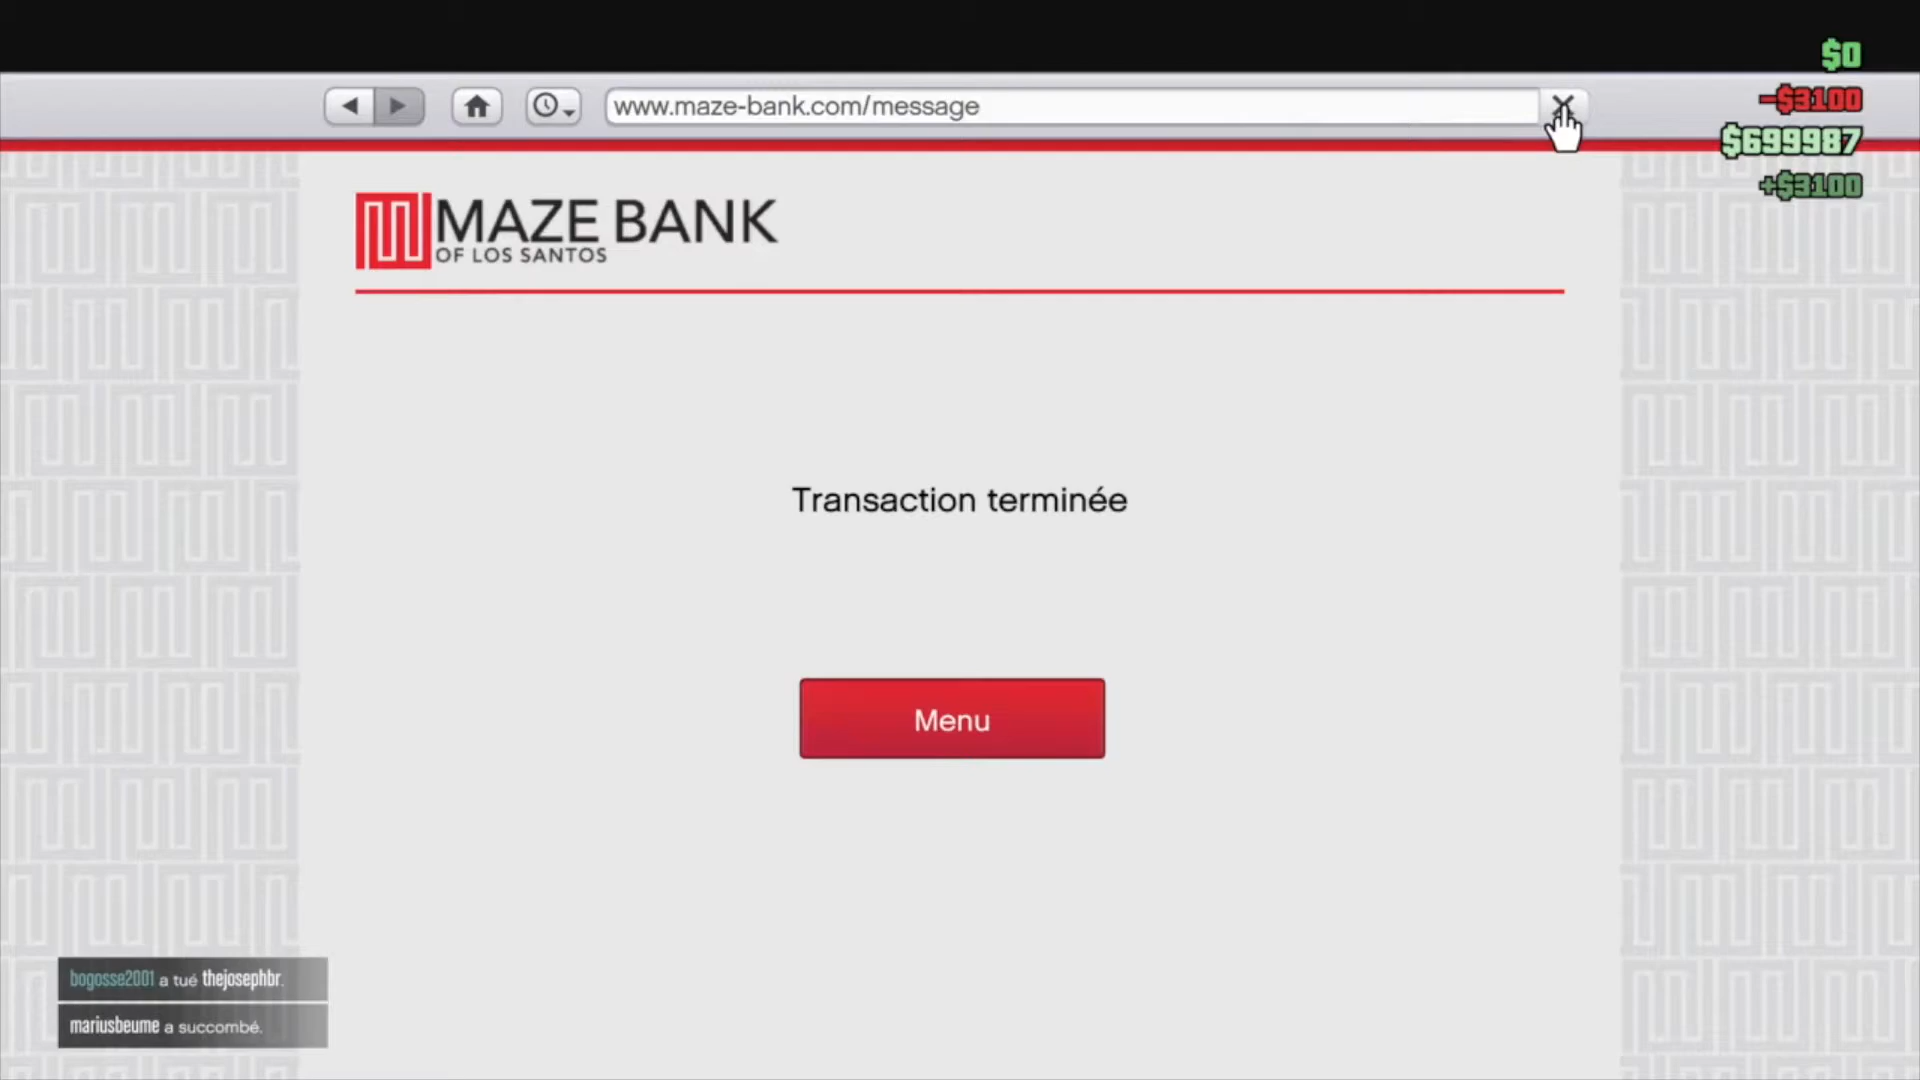 $0
-$3100
www.maze-bank.com/message
$699987
+$3100
MAZE BANK
OF LOS SANTOS
Transaction terminée
Menu
bogosse2001 a tué thejosephbr.
mariusbeume a succombé.